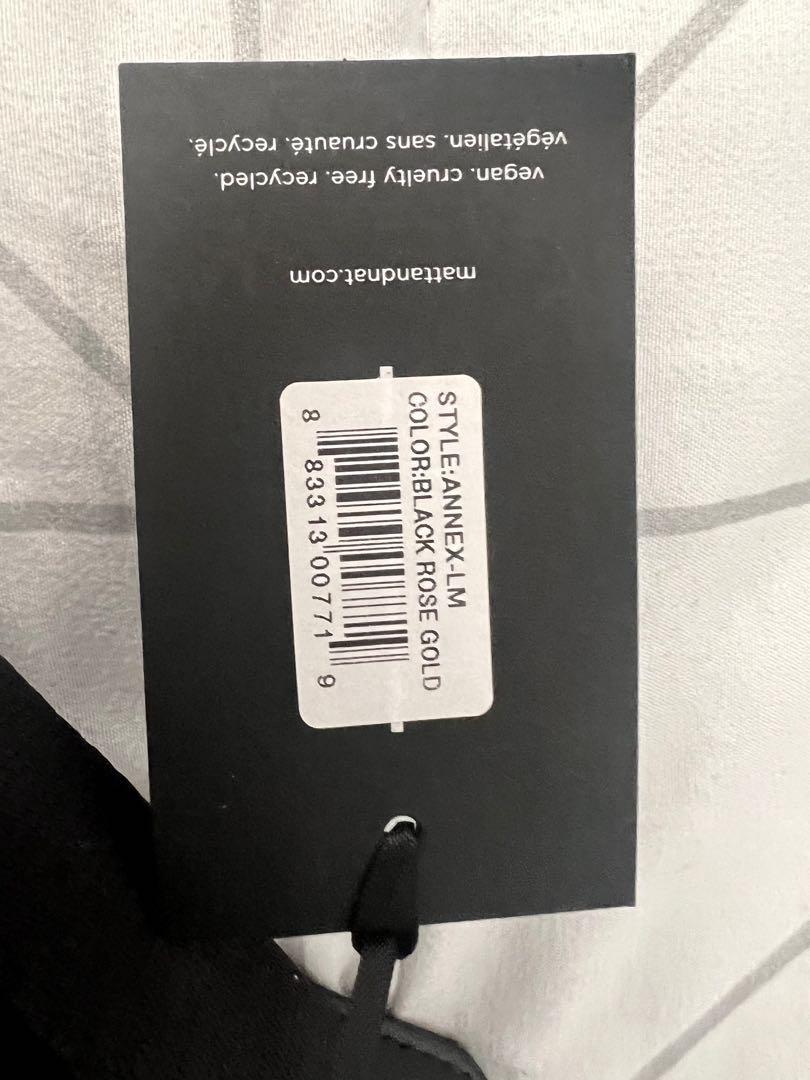 mattandnat.com
vegan. cruelty free. recycled.
végétalien. sans cruauté. recyclé.
STYLE:ANNEX-LM
COLOR:BLACK ROSE GOLD
8 83313 00771 9